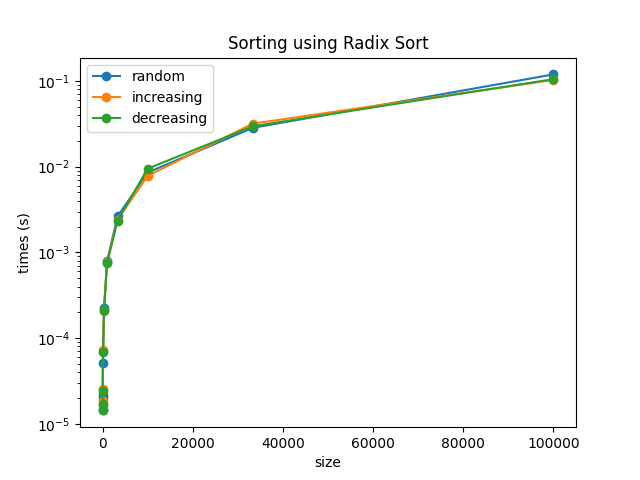 Sorting using Radix Sort
random
increasing
decreasing
times (s)
10⁻¹
10⁻²
10⁻³
10⁻⁴
10⁻⁵
0 20000 40000 60000 80000 100000
size